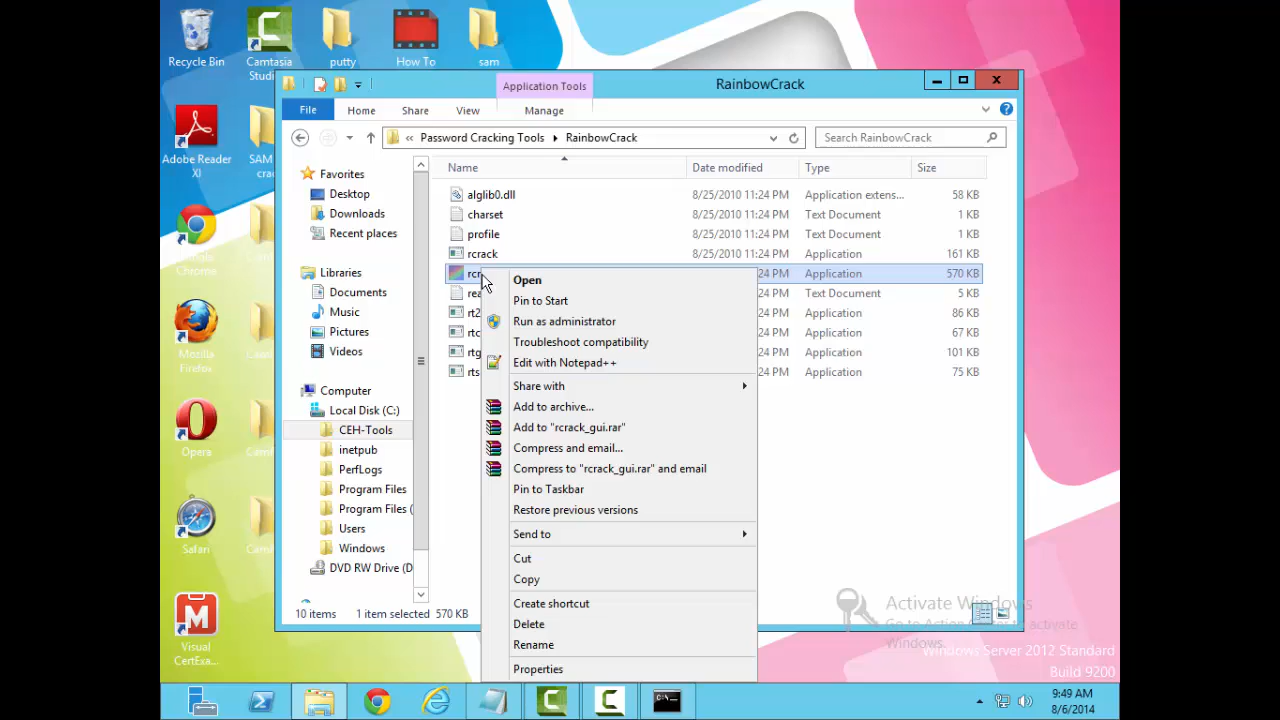 Recycle Bin
Camtasia
Studi...
putty
How To
sam
Adobe Reader
XI
SAM
cra
Google
Chrome
Mozilla
Firefox
Opera
Safari
Visual
CertExa...
Application Tools
RainbowCrack
File
Home
Share
View
Manage
« Password Cracking Tools RainbowCrack
Search RainbowCrack
Name
Date modified
Type
Size
Favorites
Desktop
Downloads
Recent places
Libraries
Documents
Music
Pictures
Videos
Computer
Local Disk (C:)
CEH-Tools
inetpub
PerfLogs
Program Files
Program Files (
Users
Windows
DVD RW Drive (D
alglib0.dll 8/25/2010 11:24 PM Application extens... 58 KB
charset 8/25/2010 11:24 PM Text Document 1 KB
profile 8/25/2010 11:24 PM Text Document 1 KB
rcrack 8/25/2010 11:24 PM Application 161 KB
rcr 24 PM Application 570 KB
rea 24 PM Text Document 5 KB
rt2 24 PM Application 86 KB
rtc 24 PM Application 67 KB
rtg 24 PM Application 101 KB
rts 24 PM Application 75 KB
Open
Pin to Start
Run as administrator
Troubleshoot compatibility
Edit with Notepad++
Share with
Add to archive...
Add to "rcrack_gui.rar"
Compress and email...
Compress to "rcrack_gui.rar" and email
Pin to Taskbar
Restore previous versions
Send to
Cut
Copy
Create shortcut
Delete
Rename
Properties
10 items 1 item selected 570 KB
Activate Windows
Go to Action Center to activate
Windows.
Windows Server 2012 Standard
Build 9200
9:49 AM
8/6/2014